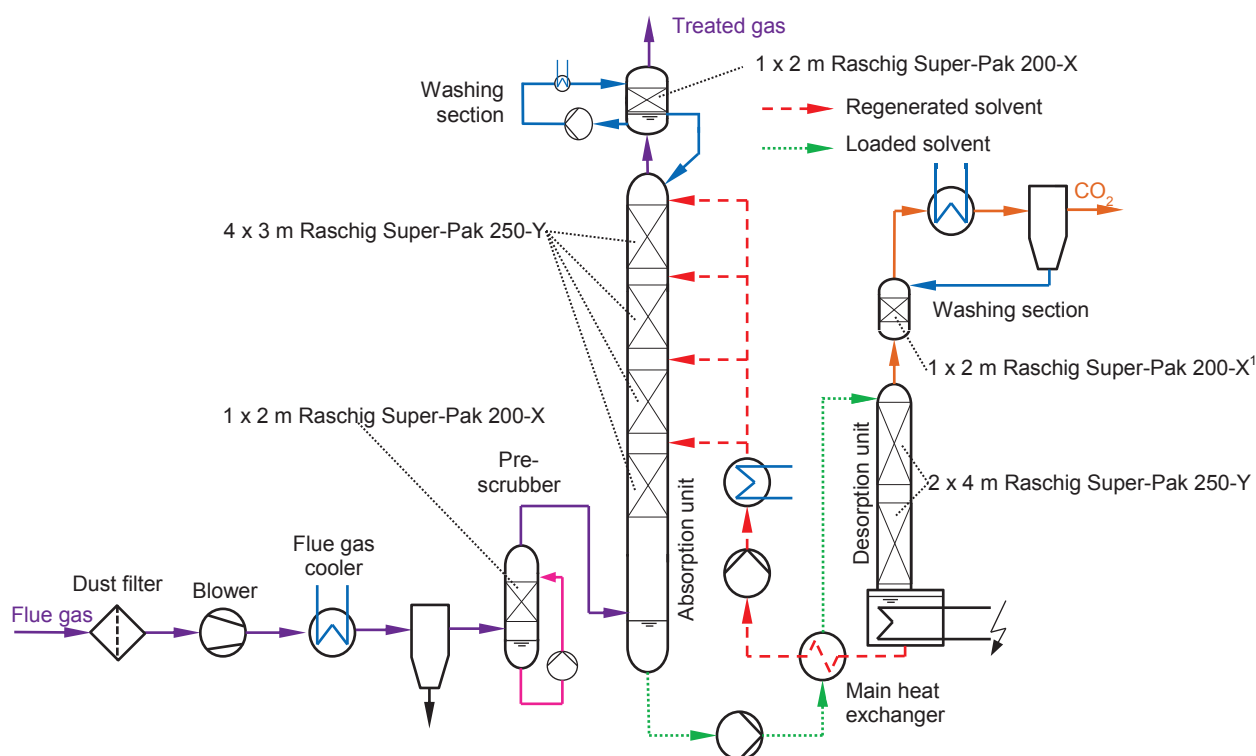 Treated gas
1 x 2 m Raschig Super-Pak 200-X
Washing
section
Regenerated solvent
Loaded solvent
CO2
4 x 3 m Raschig Super-Pak 250-Y
Washing section
1 x 2 m Raschig Super-Pak 200-X1
1 x 2 m Raschig Super-Pak 200-X
Pre-
scrubber
Absorption unit
Desorption unit
2 x 4 m Raschig Super-Pak 250-Y
Flue gas
cooler
Dust filter
Blower
Flue gas
Main heat
exchanger